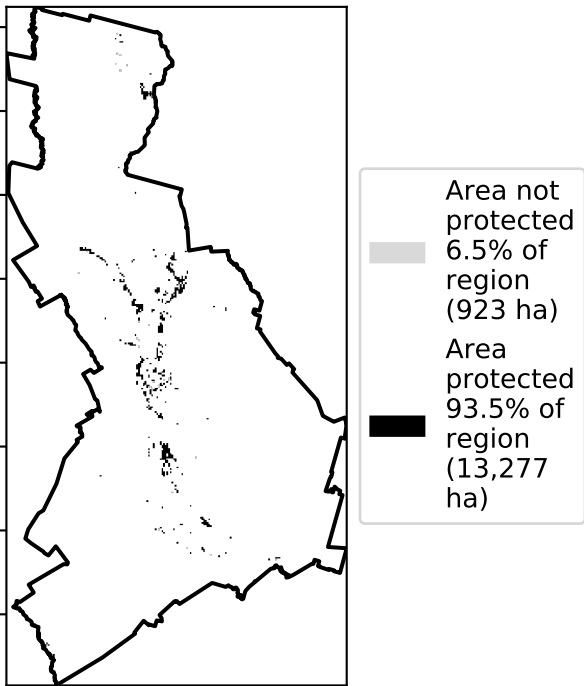 Area not
protected
6.5% of
region
(923 ha)
Area
protected
93.5% of
region
(13,277
ha)